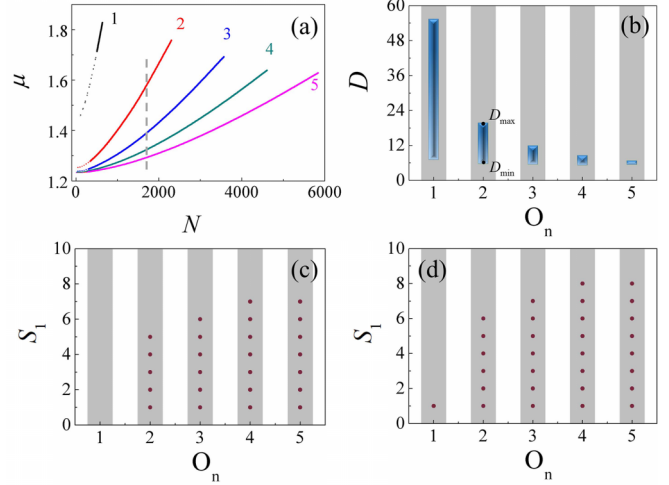 (a)
1
2
3
4
5
μ
1.8
1.6
1.4
1.2
0 2000 4000 6000
N
(b)
D
60
48
36
24
12
0
D_max
D_min
1 2 3 4 5
O_n
(c)
S_1
10
8
6
4
2
0
1 2 3 4 5
O_n
(d)
S_1
10
8
6
4
2
0
1 2 3 4 5
O_n